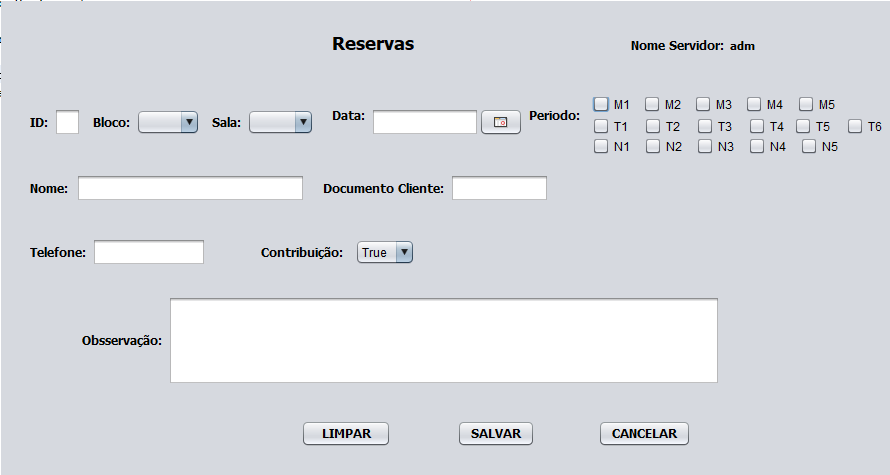 Reservas
Nome Servidor: adm
ID: Bloco: Sala: Data: Periodo:
M1 M2 M3 M4 M5
T1 T2 T3 T4 T5 T6
N1 N2 N3 N4 N5
Nome: Documento Cliente:
Telefone: Contribuição: True
Obsservação:
LIMPAR SALVAR CANCELAR